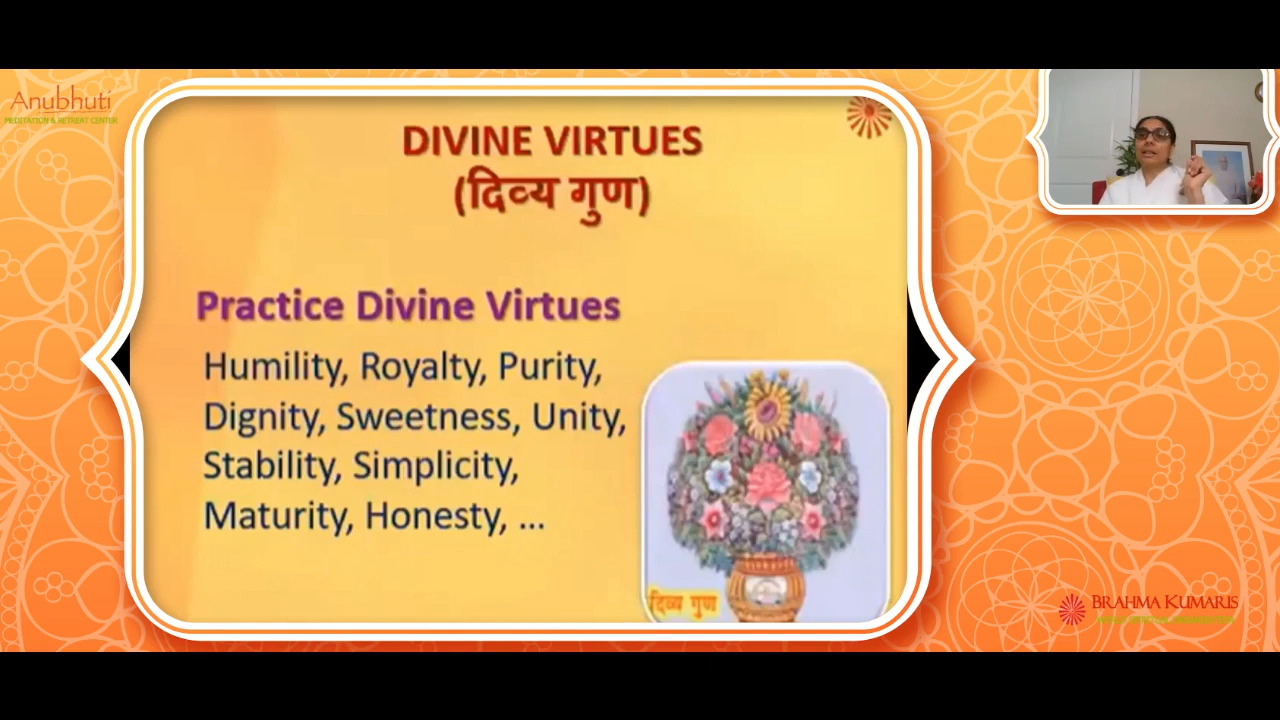 Anubhuti
MEDITATION & RETREAT CENTER
DIVINE VIRTUES
(दिव्य गुण)
Practice Divine Virtues
Humility, Royalty, Purity,
Dignity, Sweetness, Unity,
Stability, Simplicity,
Maturity, Honesty, ...
दिव्य गुण
BRAHMA KUMARIS